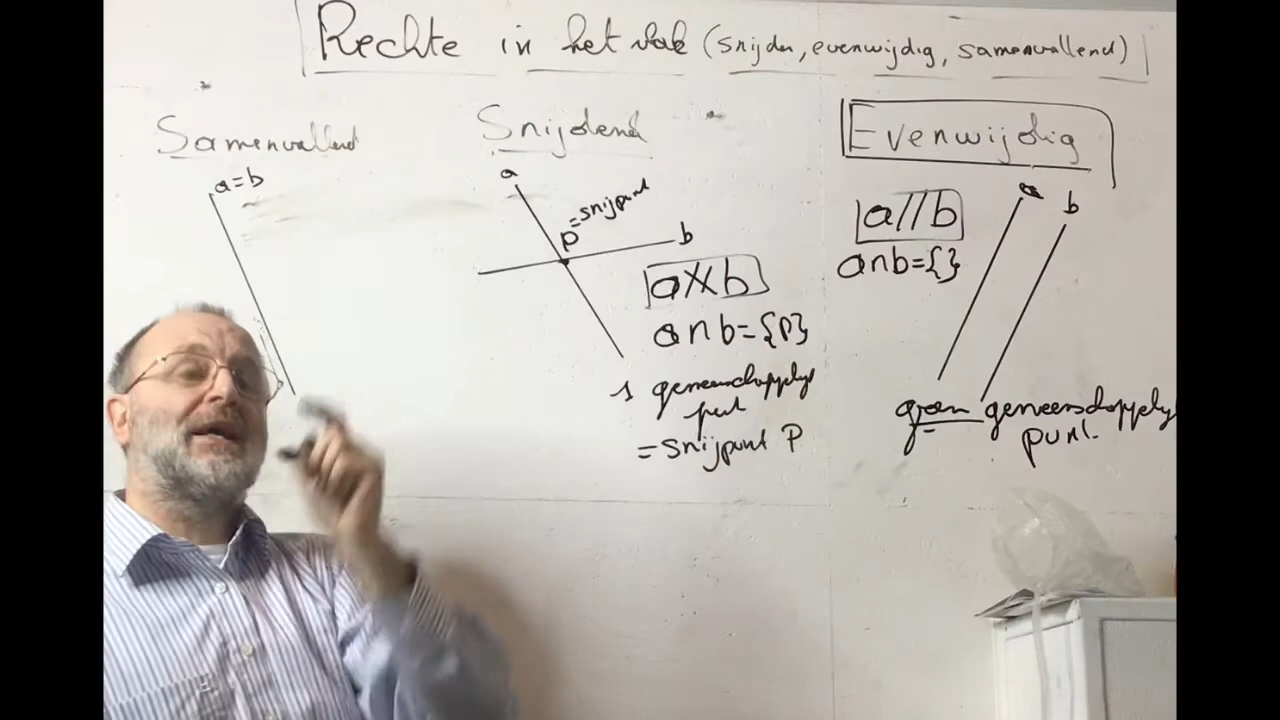 Rechte in het vlak (snijden, evenwijdig, samenvallend)
Samenvallend
a=b
Snijdend
a
P=snijpunt
b
a∦b
a∩b={P}
1 gemeenschappelijk
punt
=snijpunt P
Evenwijdig
a//b
a∩b={}
a
b
geen gemeenschappelijk
punt.